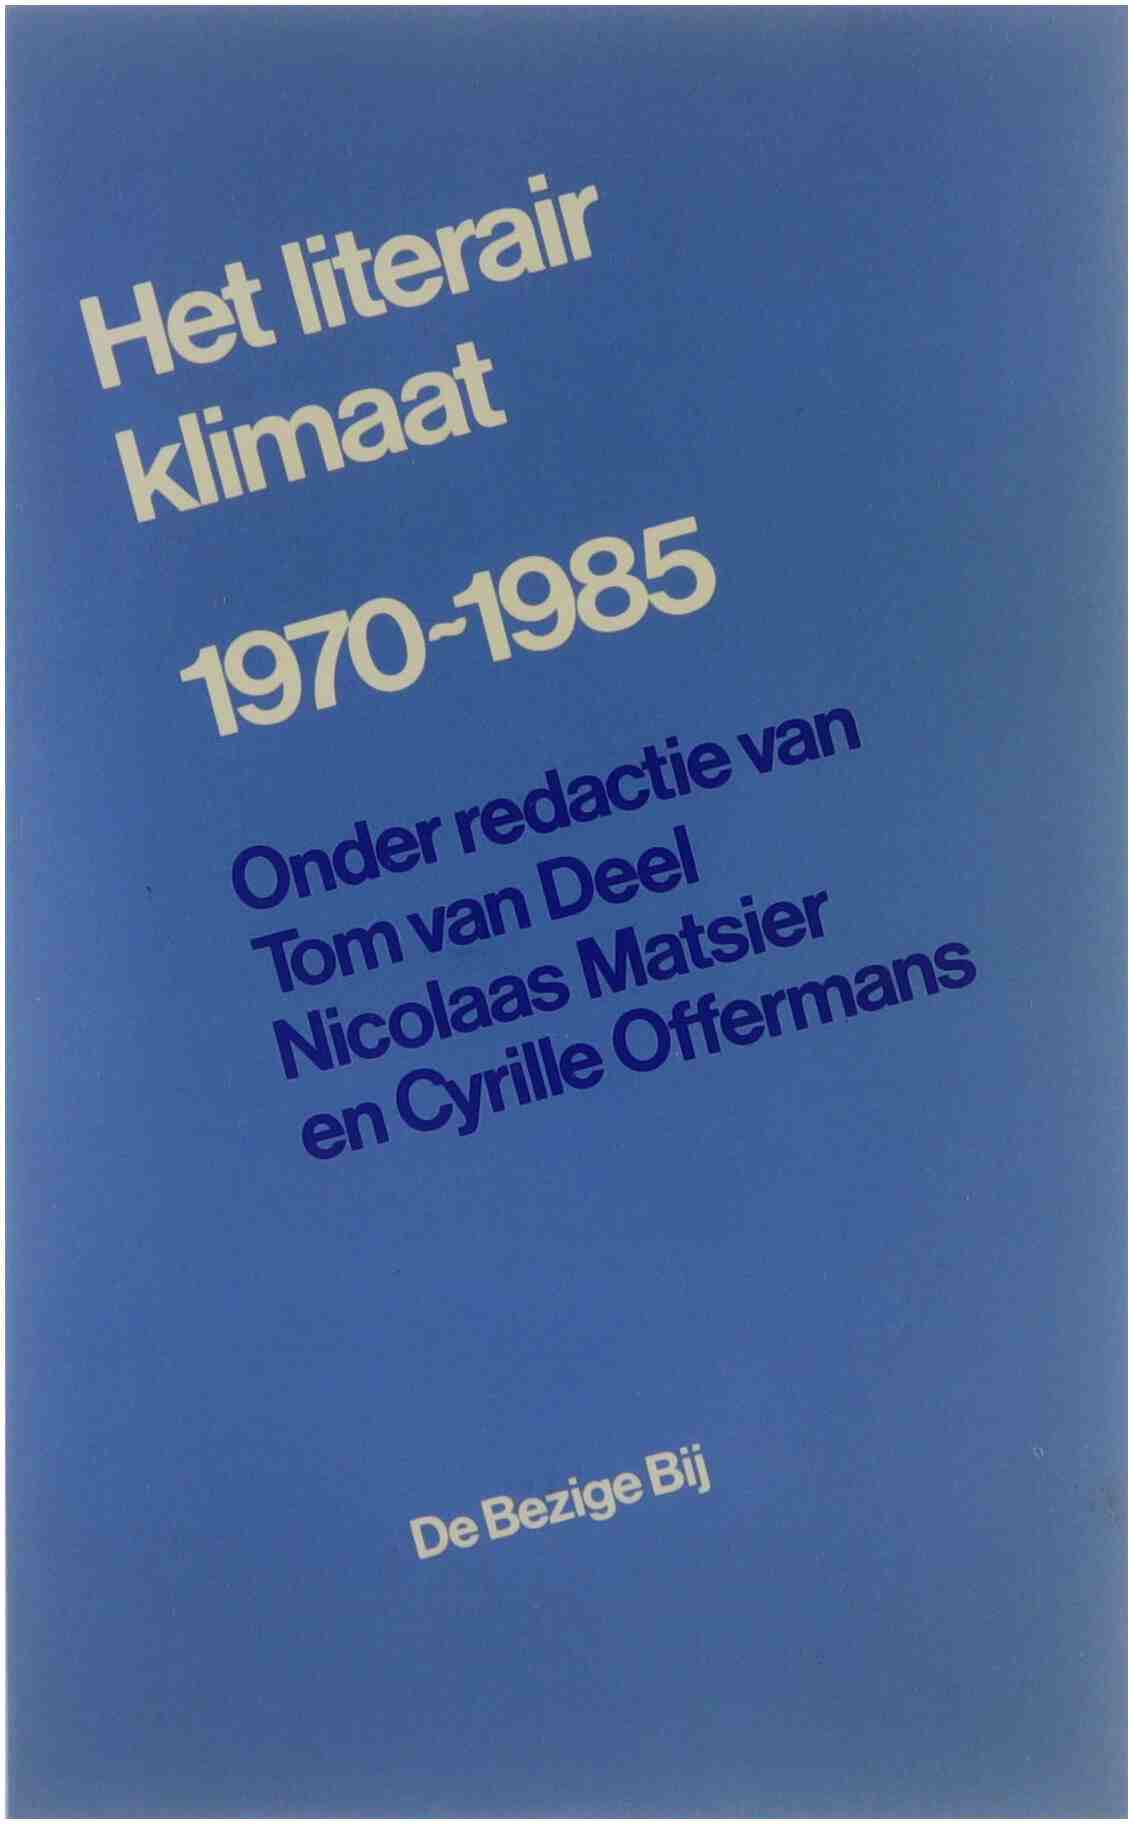 Het literair
klimaat
1970~1985
Onder redactie van
Tom van Deel
Nicolaas Matsier
en Cyrille Offermans
De Bezige Bij